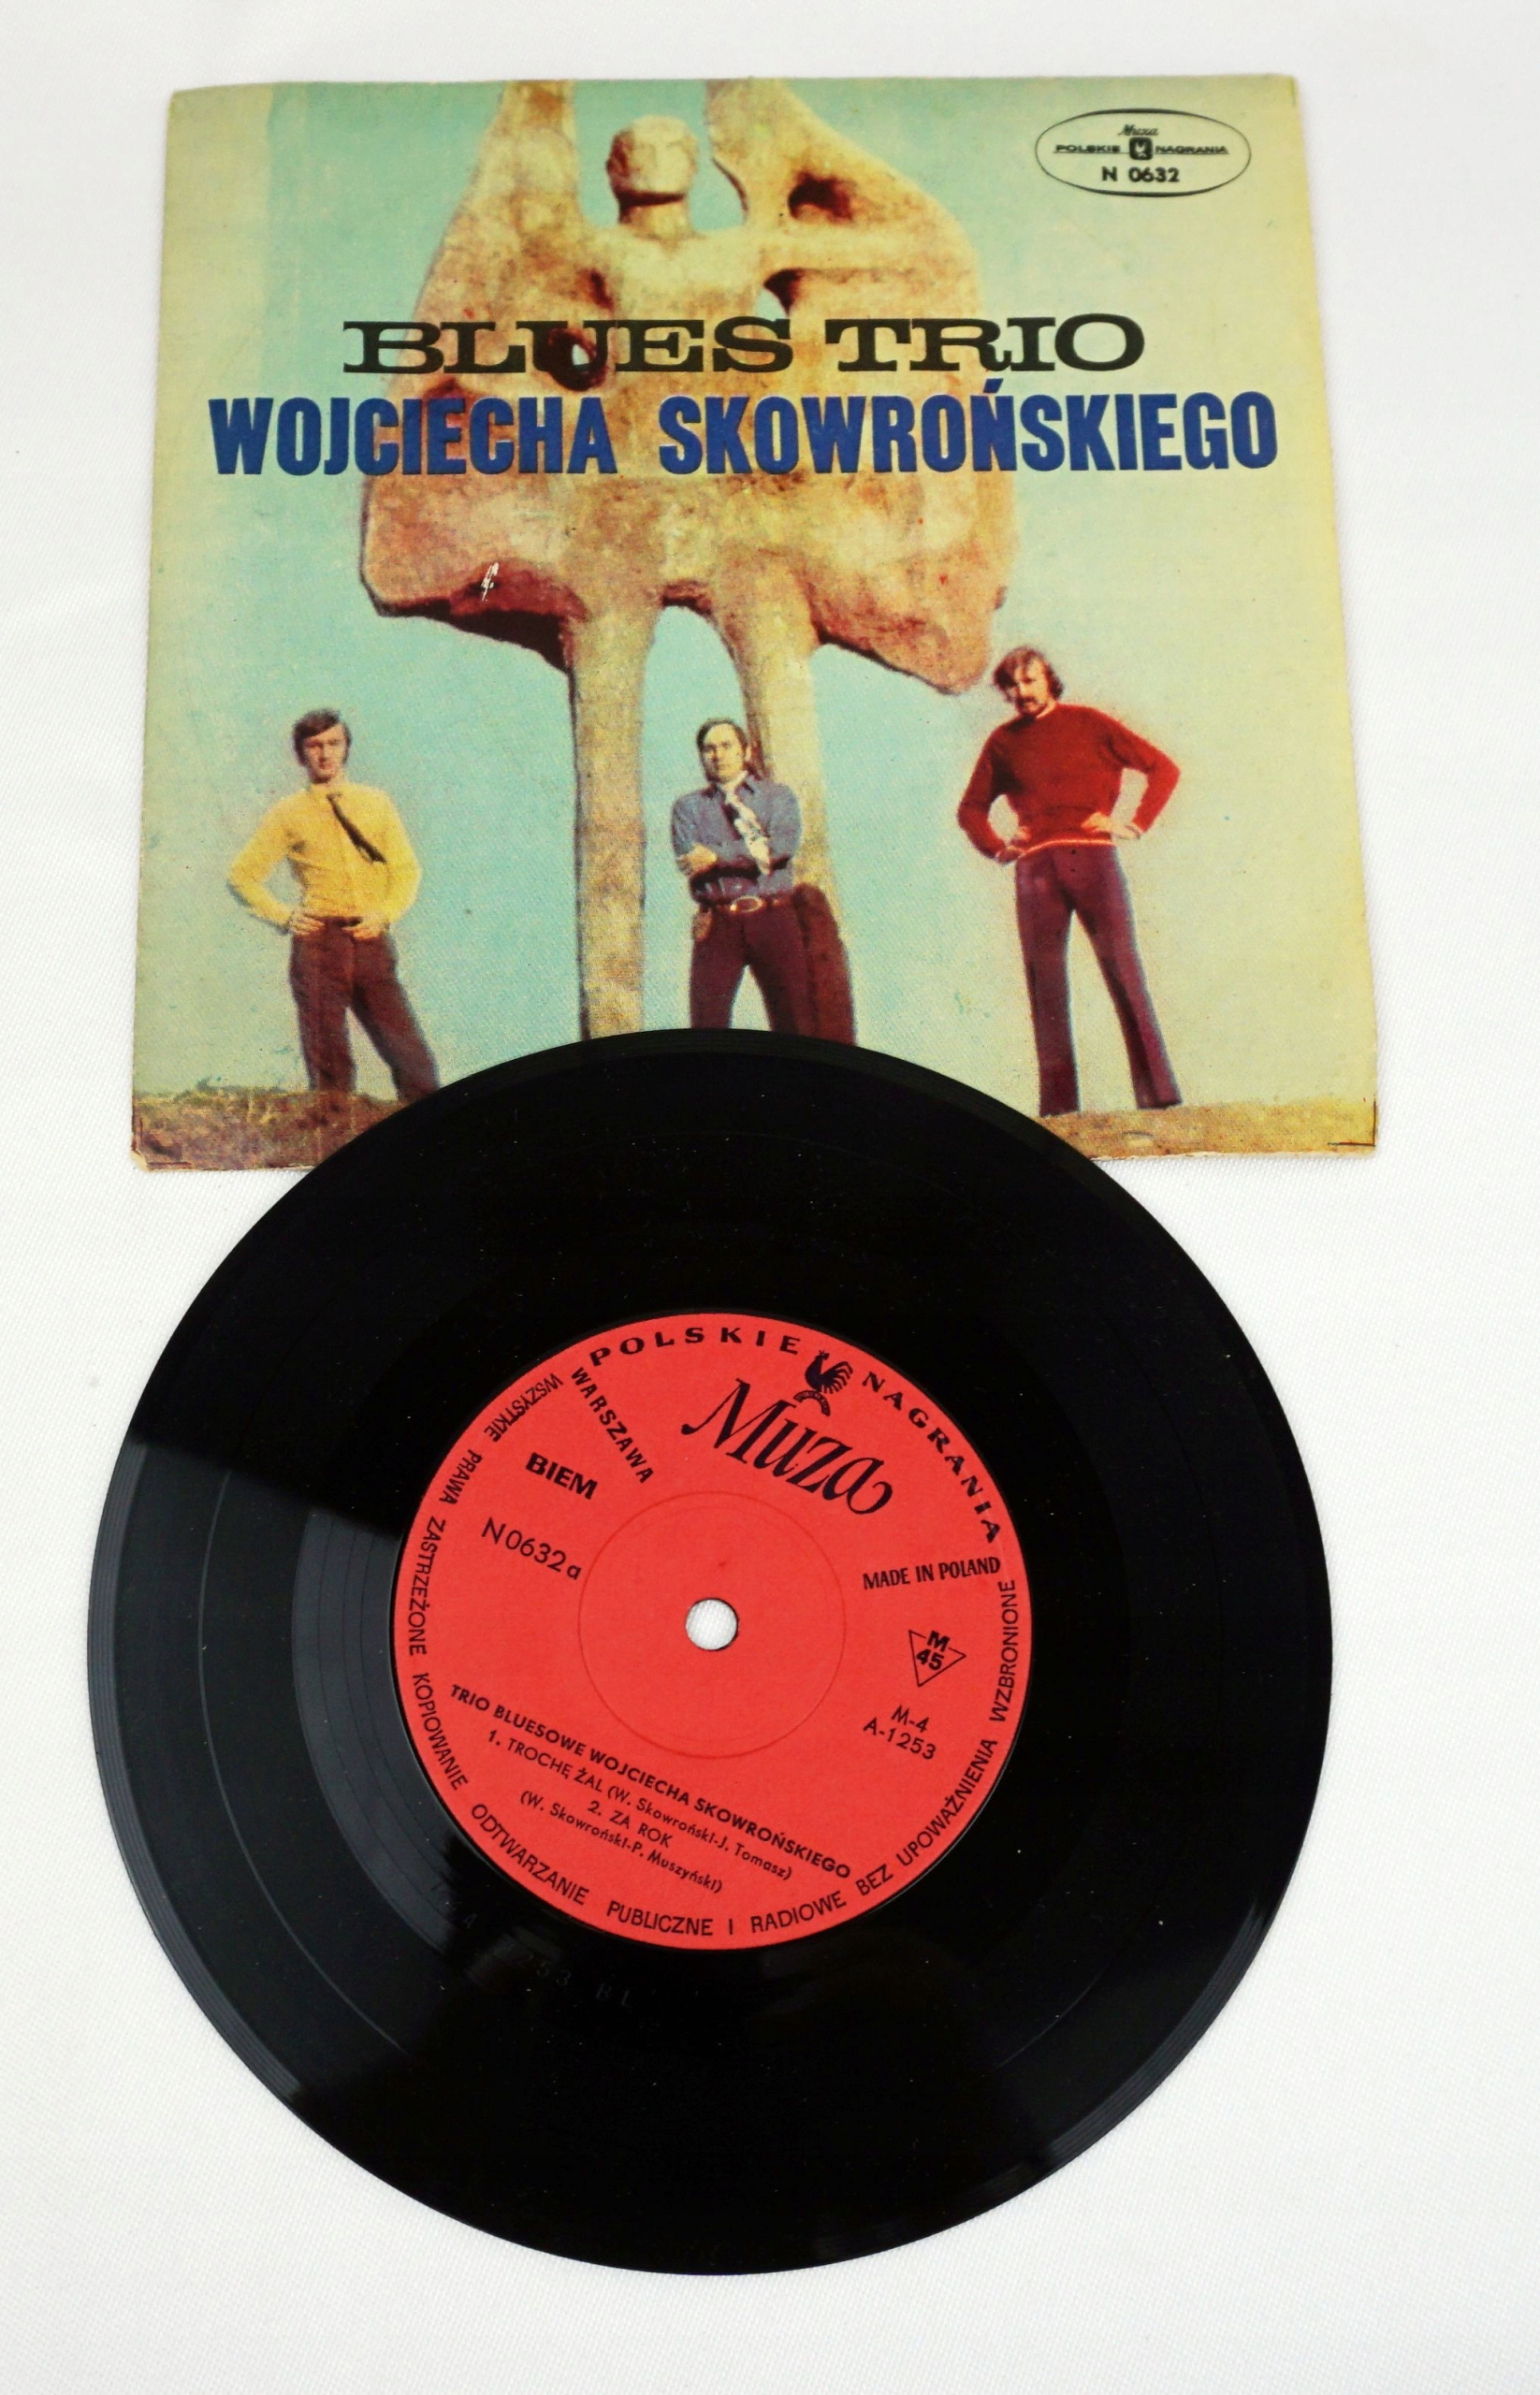 Muza
POLSKIE NAGRANIA
N 0632
BLUES TRIO
WOJCIECHA SKOWROŃSKIEGO
POLSKIE NAGRANIA
WARSZAWA
Muza
BIEM
N0632a
MADE IN POLAND
M
45
M-4
A-1253
TRIO BLUESOWE WOJCIECHA SKOWROŃSKIEGO
1. TROCHĘ ŻAL (W. Skowroński-J. Tomasz)
2. ZA ROK
(W. Skowroński-P. Muszyński)
WSZYSTKIE PRAWA ZASTRZEŻONE KOPIOWANIE ODTWARZANIE PUBLICZNE I RADIOWE BEZ UPOWAŻNIENIA WZBRONIONE